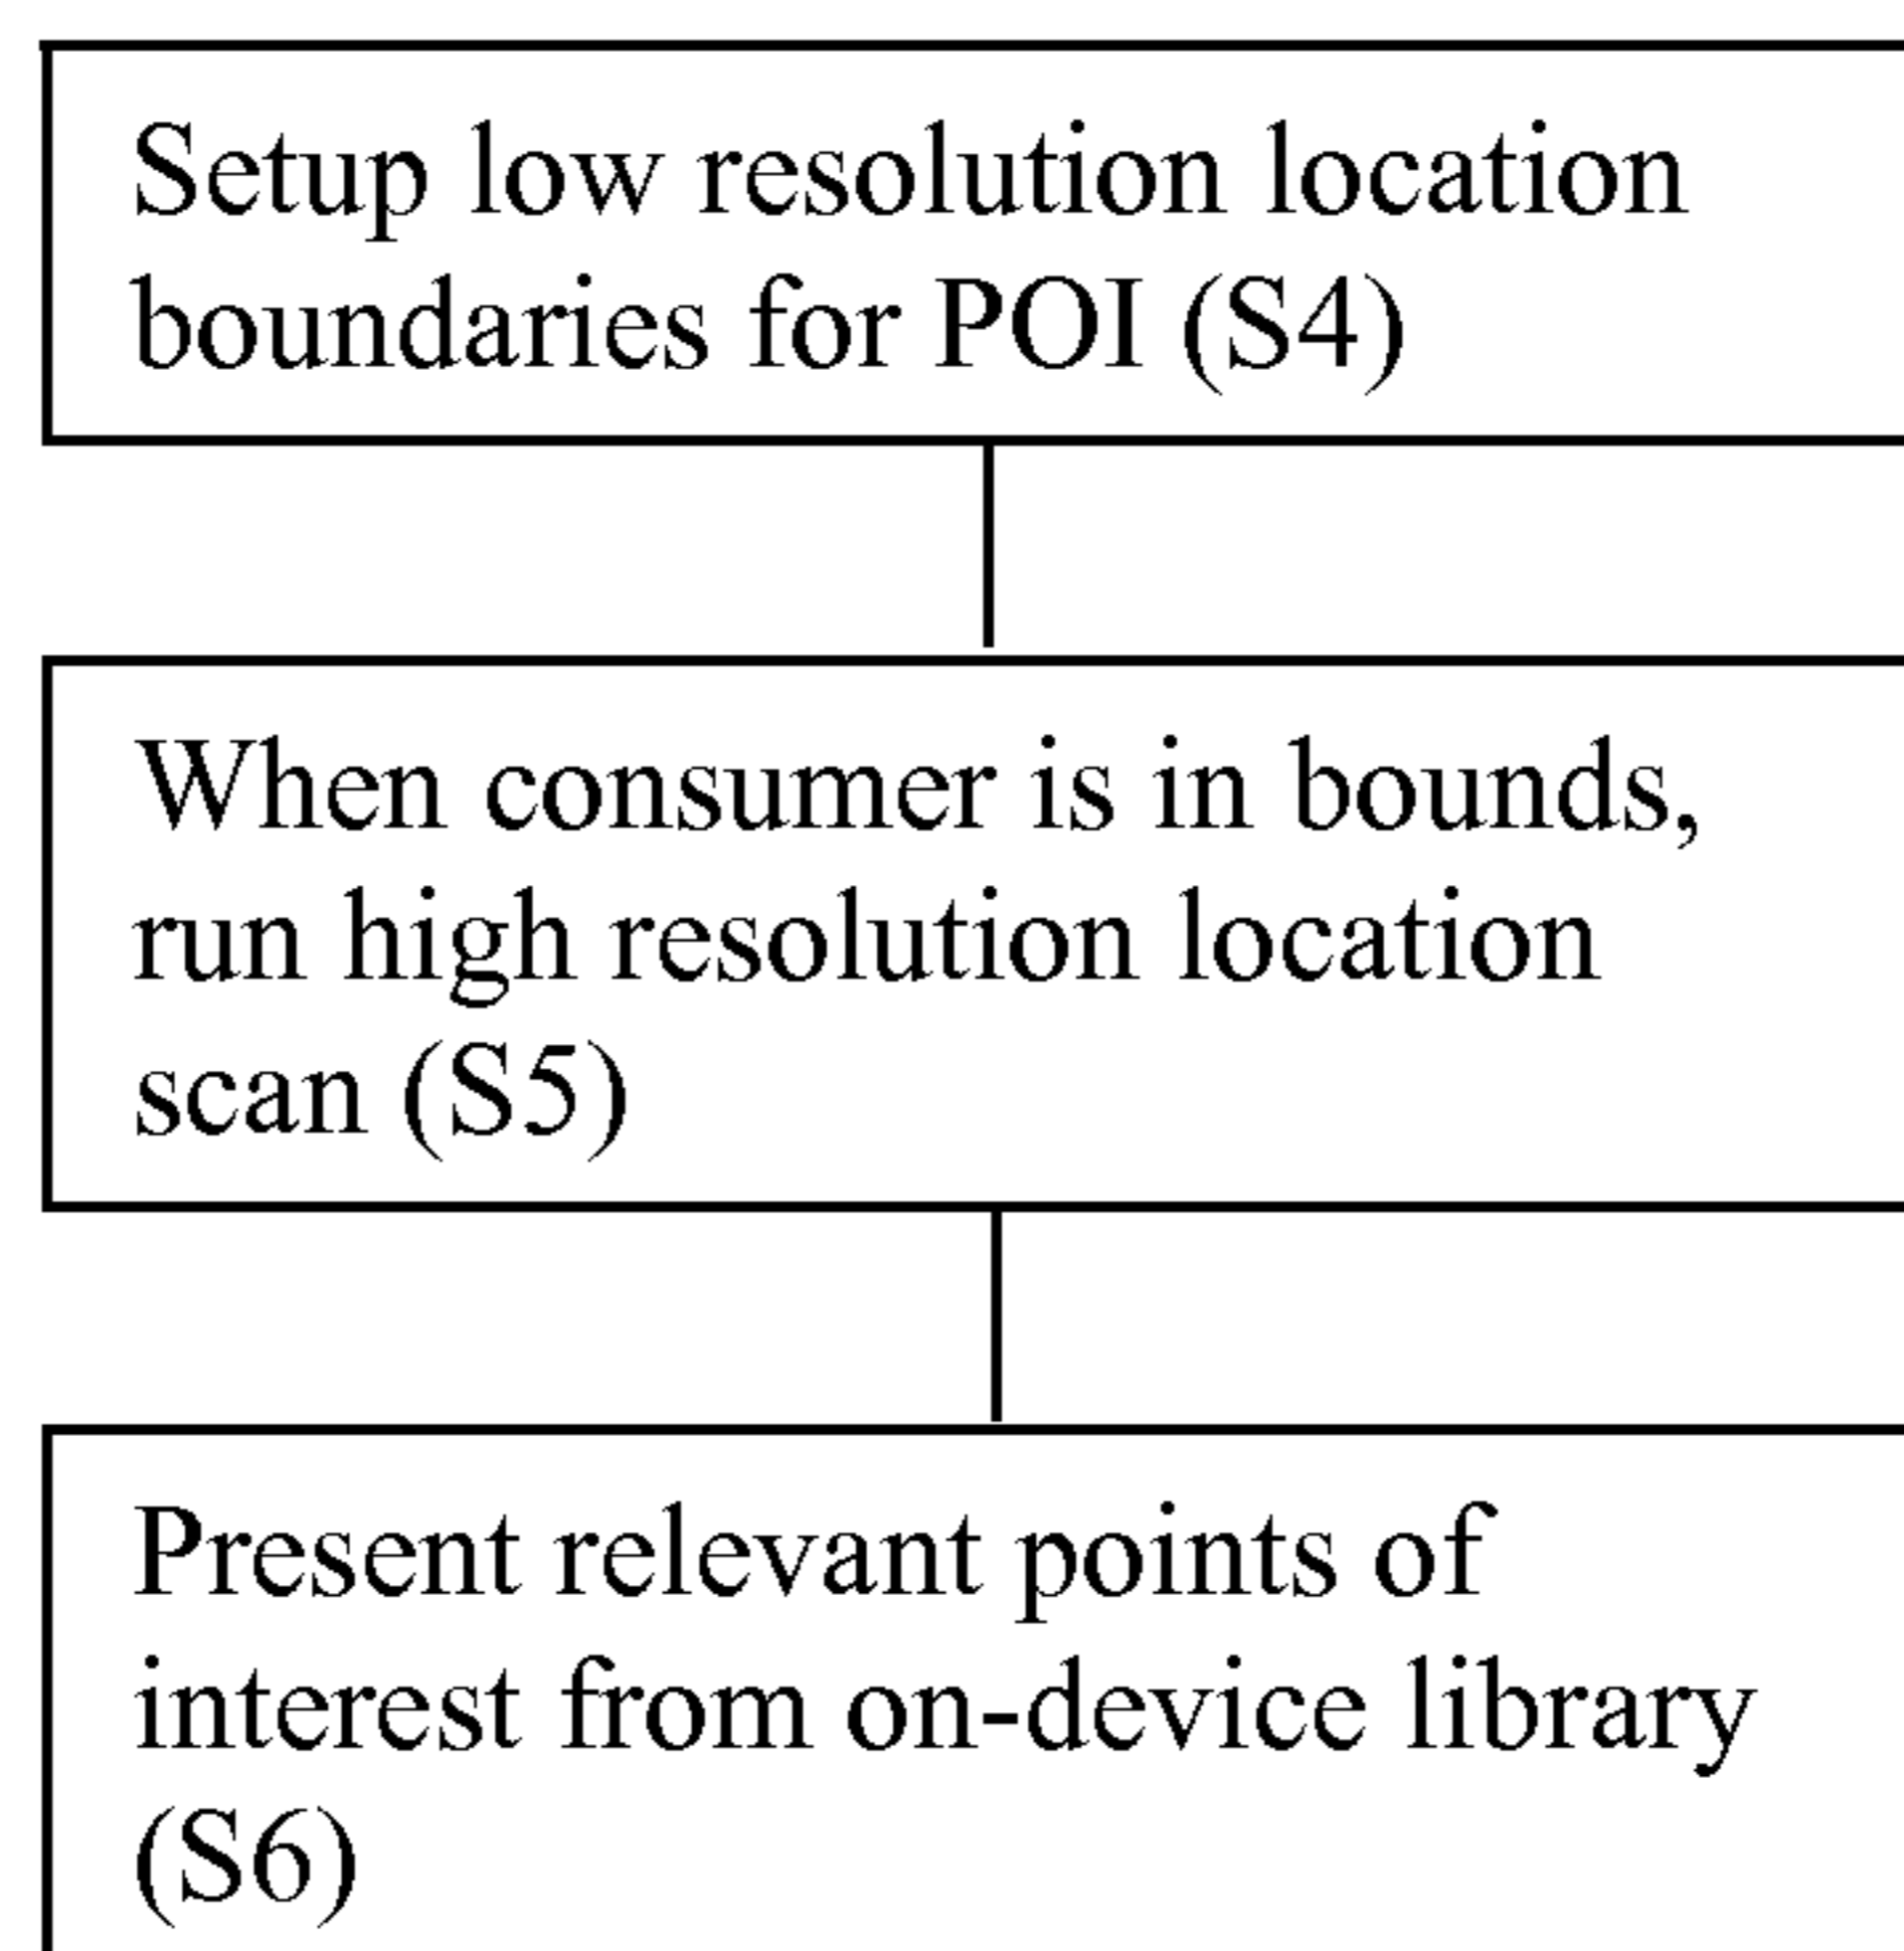 Setup low resolution location
boundaries for POI (S4)
When consumer is in bounds,
run high resolution location
scan (S5)
Present relevant points of
interest from on-device library
(S6)